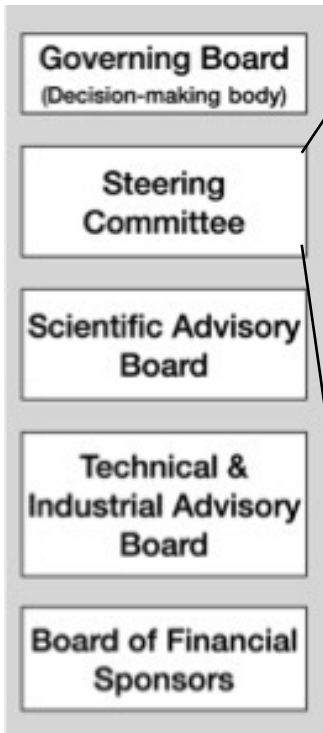 Governing Board
(Decision-making body)
Steering
Committee
Scientific Advisory
Board
Technical &
Industrial Advisory
Board
Board of Financial
Sponsors